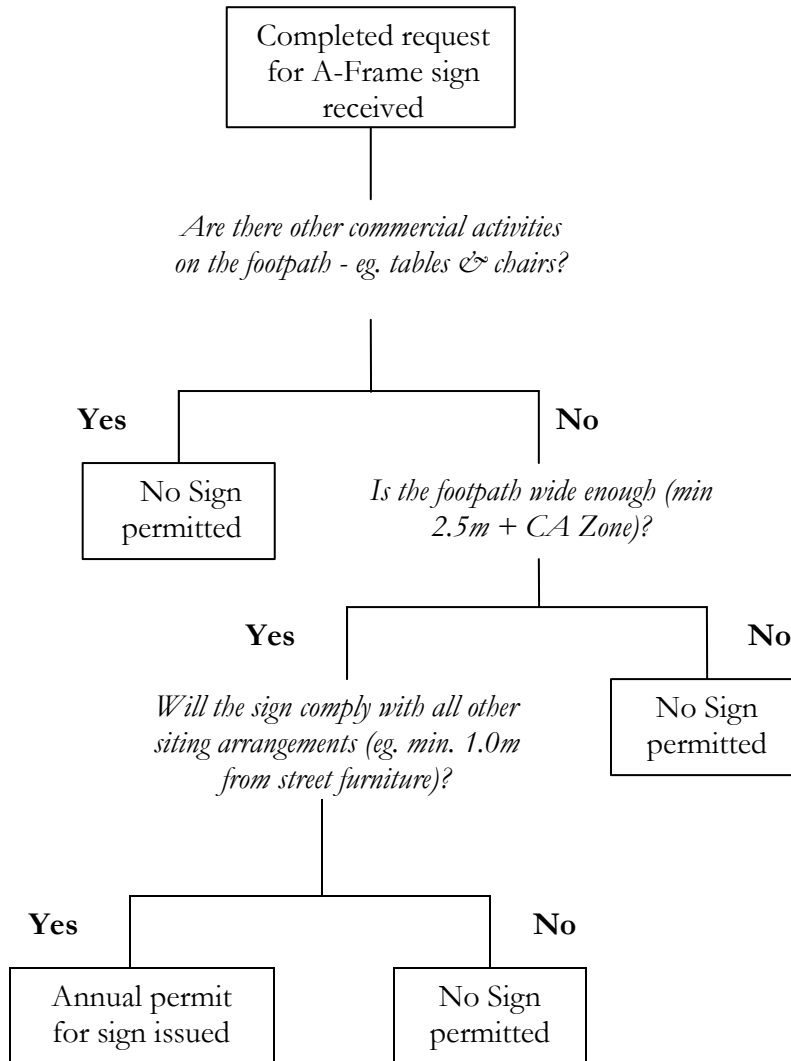 Completed request
for A-Frame sign
received
Are there other commercial activities
on the footpath - eg. tables & chairs?
Yes
No
No Sign
permitted
Is the footpath wide enough (min
2.5m + CA Zone)?
Yes
No
Will the sign comply with all other
siting arrangements (eg. min. 1.0m
from street furniture)?
No Sign
permitted
Yes
No
Annual permit
for sign issued
No Sign
permitted